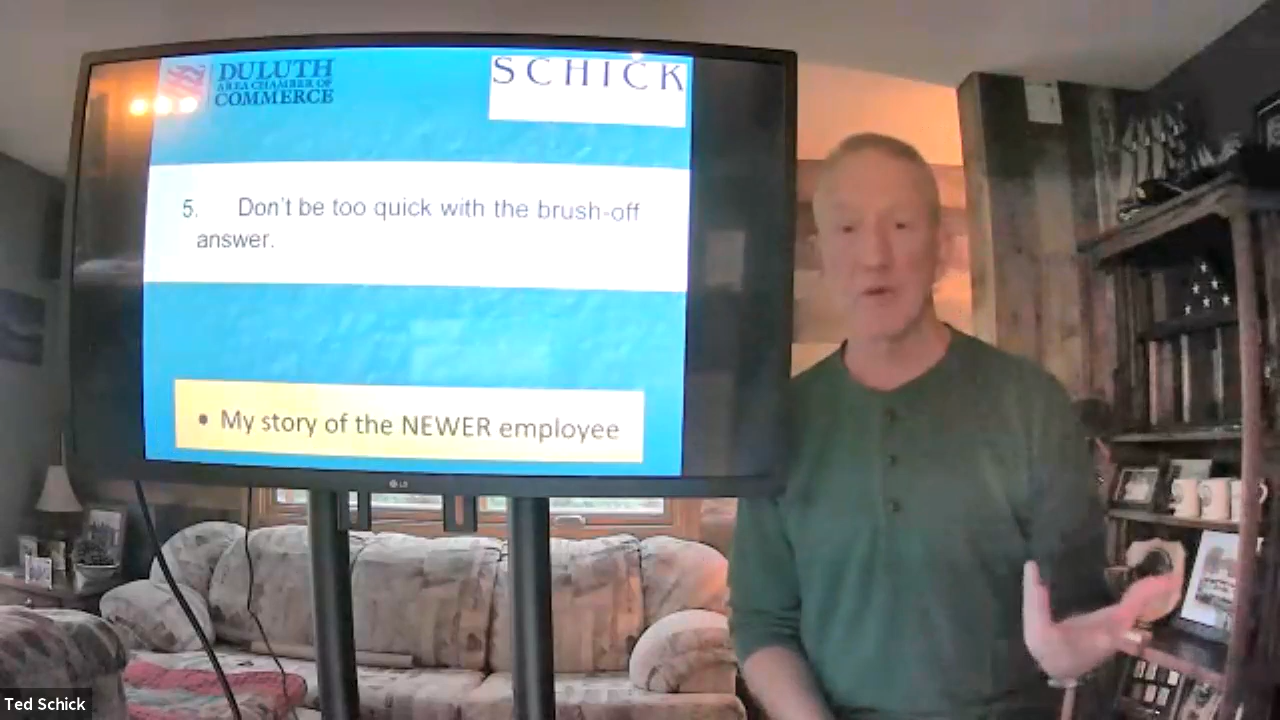 DULUTH
AREA CHAMBER OF
COMMERCE
SCHICK
5. Don't be too quick with the brush-off
answer.
• My story of the NEWER employee
LG
Ted Schick